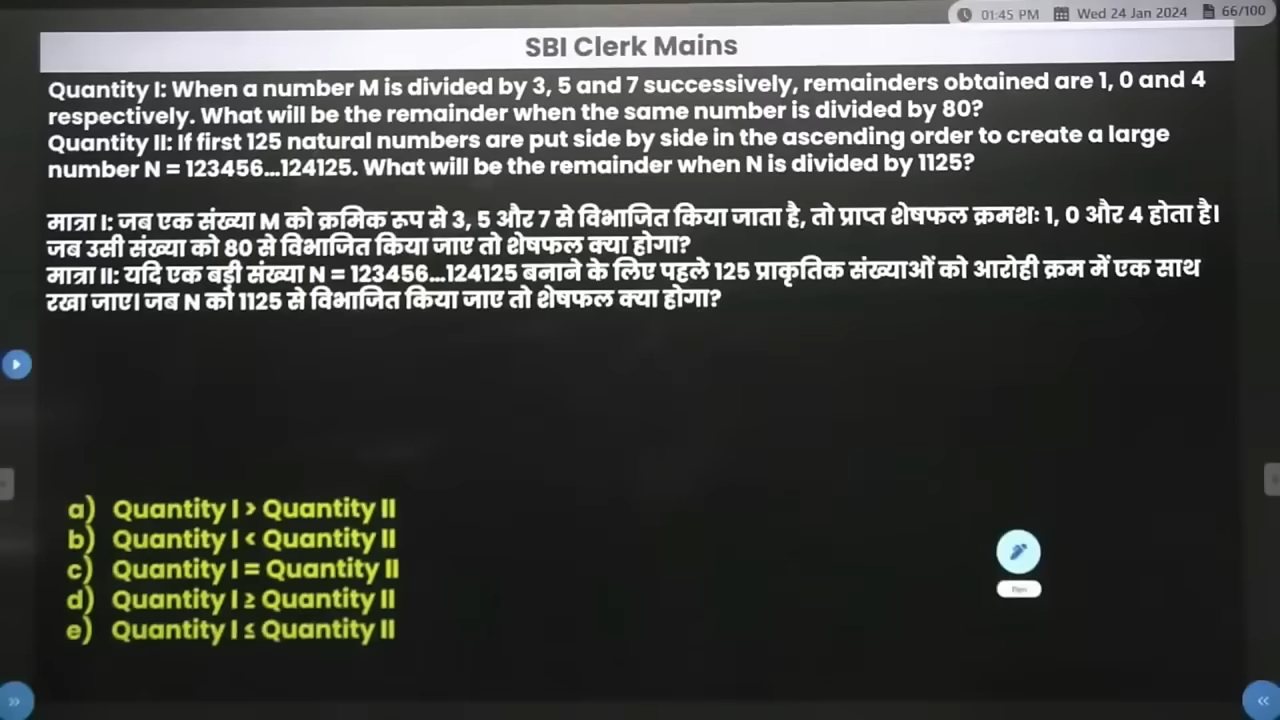 01:45 PM Wed 24 Jan 2024 66/100
SBI Clerk Mains
Quantity I: When a number M is divided by 3, 5 and 7 successively, remainders obtained are 1, 0 and 4
respectively. What will be the remainder when the same number is divided by 80?
Quantity II: If first 125 natural numbers are put side by side in the ascending order to create a large
number N = 123456...124125. What will be the remainder when N is divided by 1125?
मात्रा I: जब एक संख्या M को क्रमिक रूप से 3, 5 और 7 से विभाजित किया जाता है, तो प्राप्त शेषफल क्रमशः 1, 0 और 4 होता है।
जब उसी संख्या को 80 से विभाजित किया जाए तो शेषफल क्या होगा?
मात्रा II: यदि एक बड़ी संख्या N = 123456...124125 बनाने के लिए पहले 125 प्राकृतिक संख्याओं को आरोही क्रम में एक साथ
रखा जाए। जब N को 1125 से विभाजित किया जाए तो शेषफल क्या होगा?
a) Quantity I > Quantity II
b) Quantity I < Quantity II
c) Quantity I = Quantity II
d) Quantity I ≥ Quantity II
e) Quantity I ≤ Quantity II